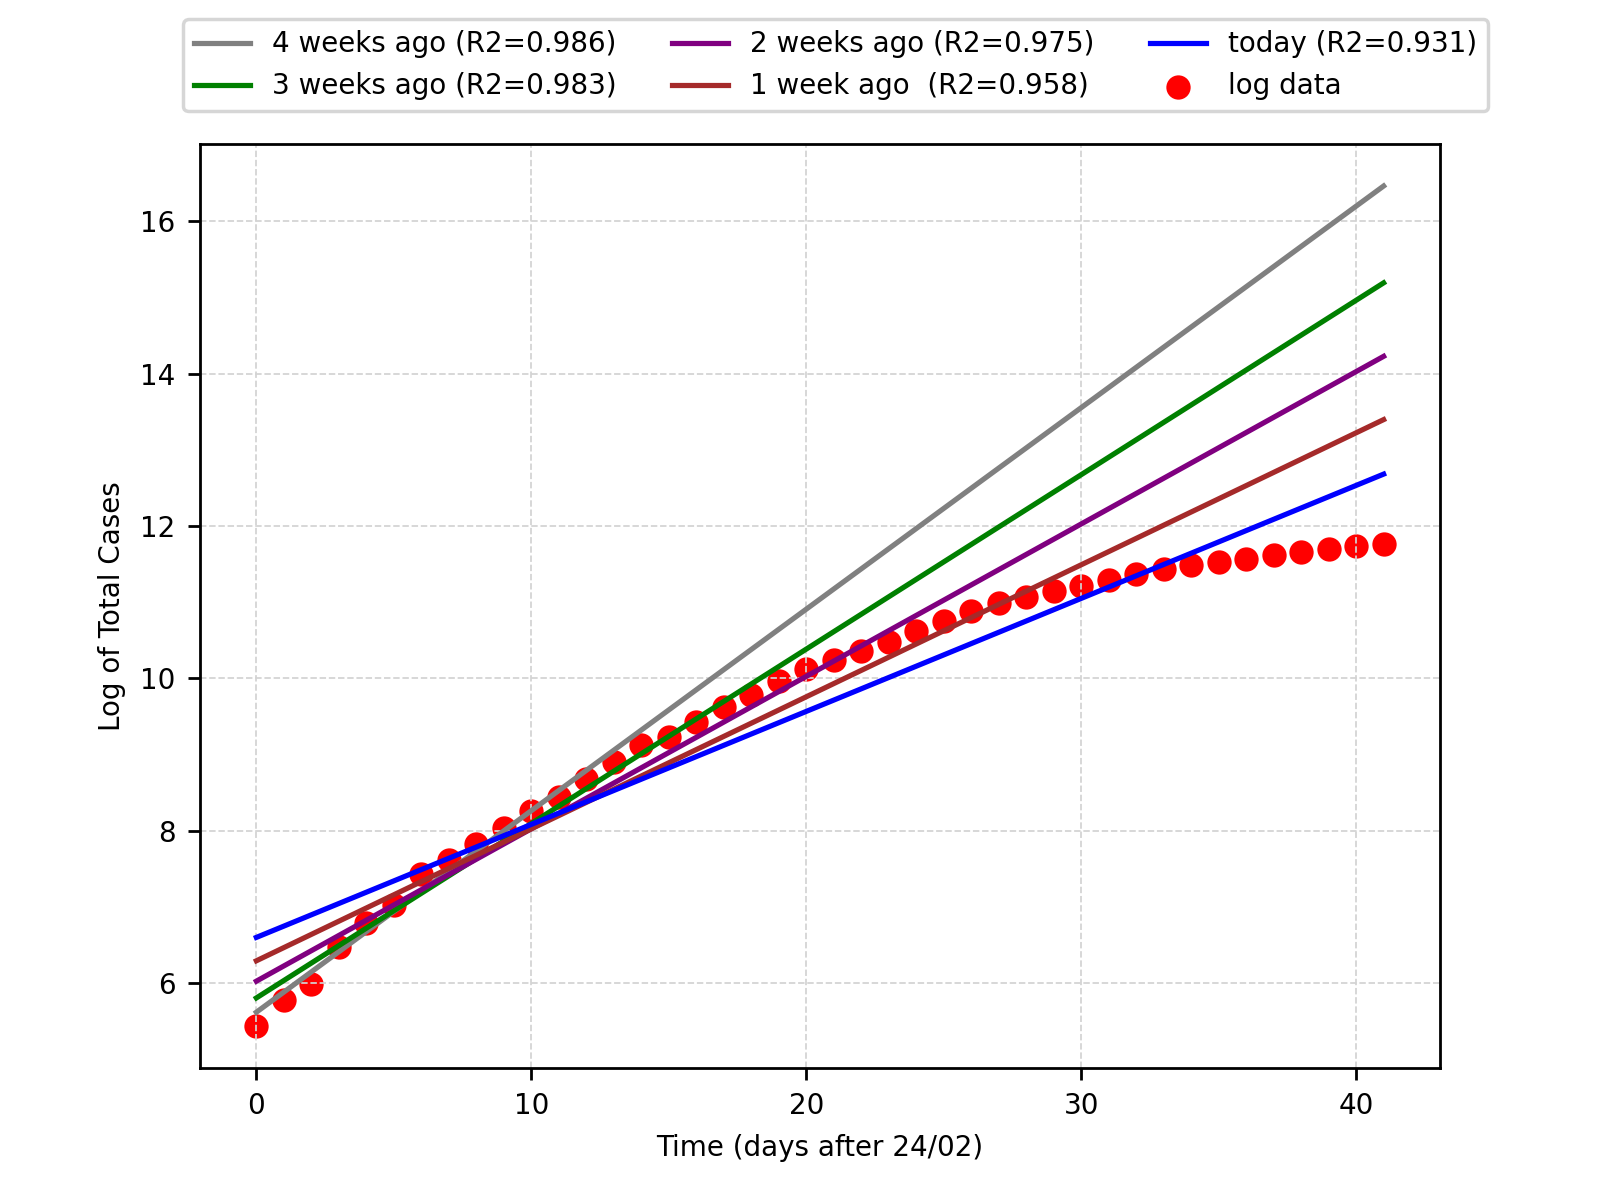 4 weeks ago (R2=0.986)
3 weeks ago (R2=0.983)
2 weeks ago (R2=0.975)
1 week ago  (R2=0.958)
today (R2=0.931)
log data
16
14
12
10
8
6
Log of Total Cases
0 10 20 30 40
Time (days after 24/02)